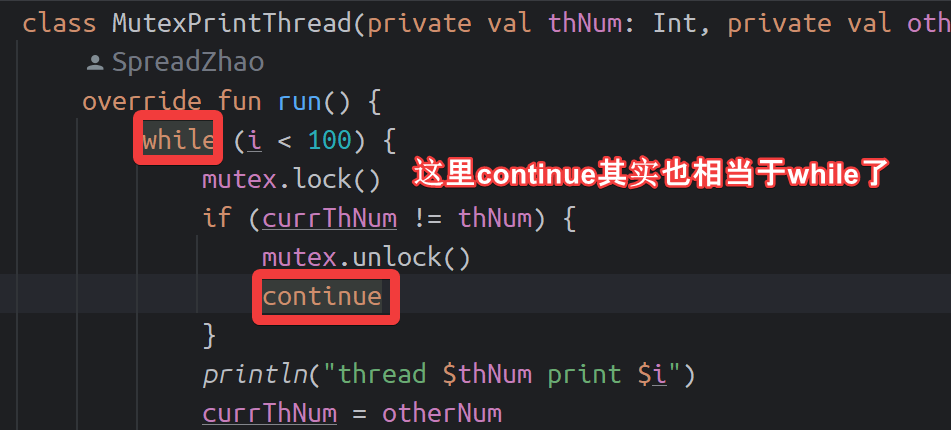 class MutexPrintThread(private val thNum: Int, private val oth
SpreadZhao
override fun run() {
while (i < 100) {
mutex.lock() 这里continue其实也相当于while了
if (currThNum != thNum) {
mutex.unlock()
continue
}
println("thread $thNum print $i")
currThNum = otherNum